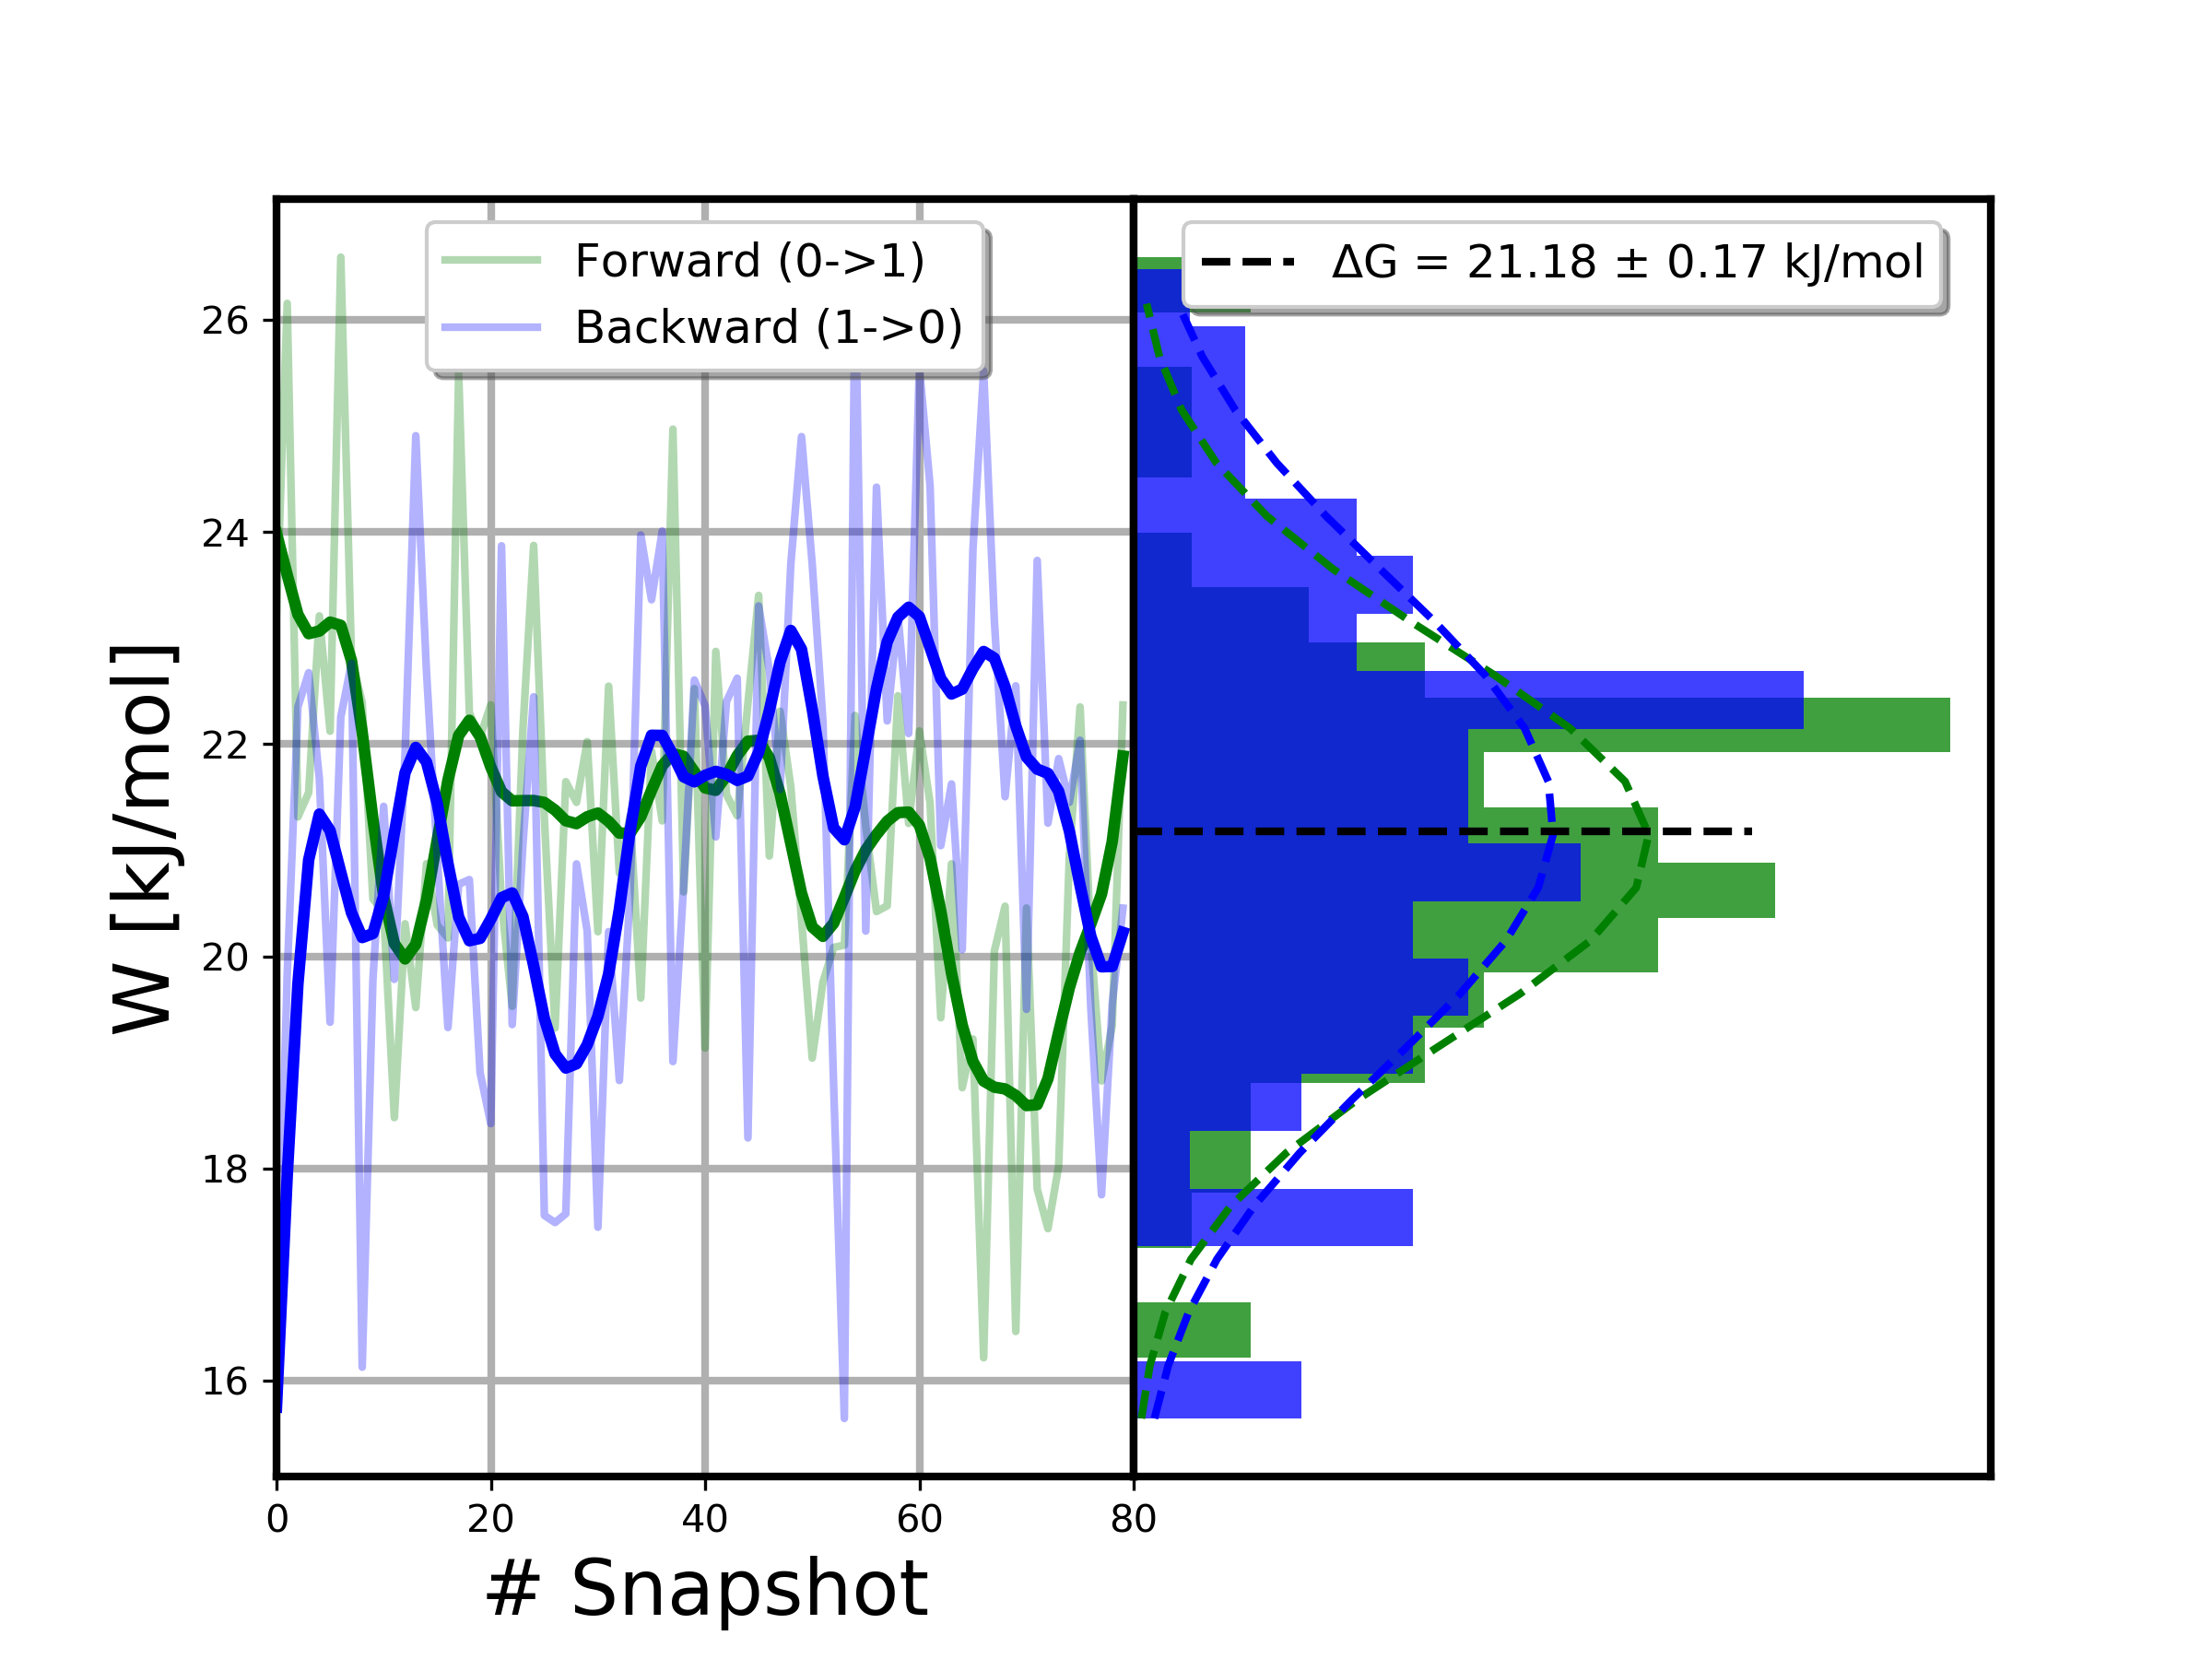 Forward (0->1)
Backward (1->0)
ΔG = 21.18 ± 0.17 kJ/mol
W [kJ/mol]
26
24
22
20
18
16
0 20 40 60 80
# Snapshot